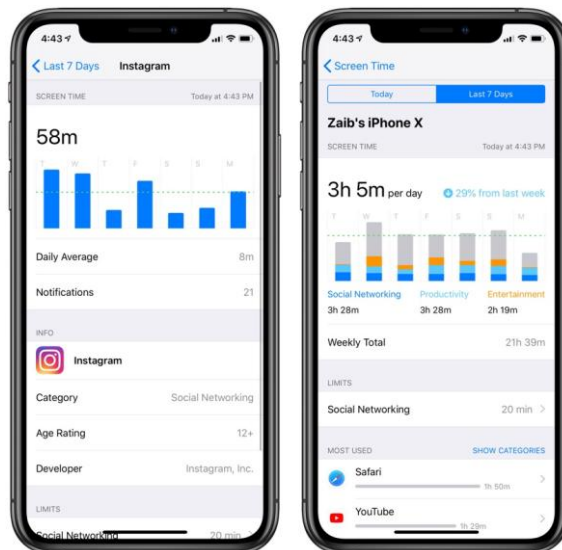 4:43
Last 7 Days
Instagram
SCREEN TIME
Today at 4:43 PM
58m
T W T F S S M
Daily Average
8m
Notifications
21
INFO
Instagram
Category
Social Networking
Age Rating
12+
Developer
Instagram, Inc.
LIMITS
Social Networking
20 min
4:43
Screen Time
Today
Last 7 Days
Zaib's iPhone X
SCREEN TIME
Today at 4:43 PM
3h 5m per day
29% from last week
T W T F S S M
Social Networking
Productivity
Entertainment
3h 28m
3h 28m
2h 19m
Weekly Total
21h 39m
LIMITS
Social Networking
20 min
MOST USED
SHOW CATEGORIES
Safari
1h 50m
YouTube
1h 29m